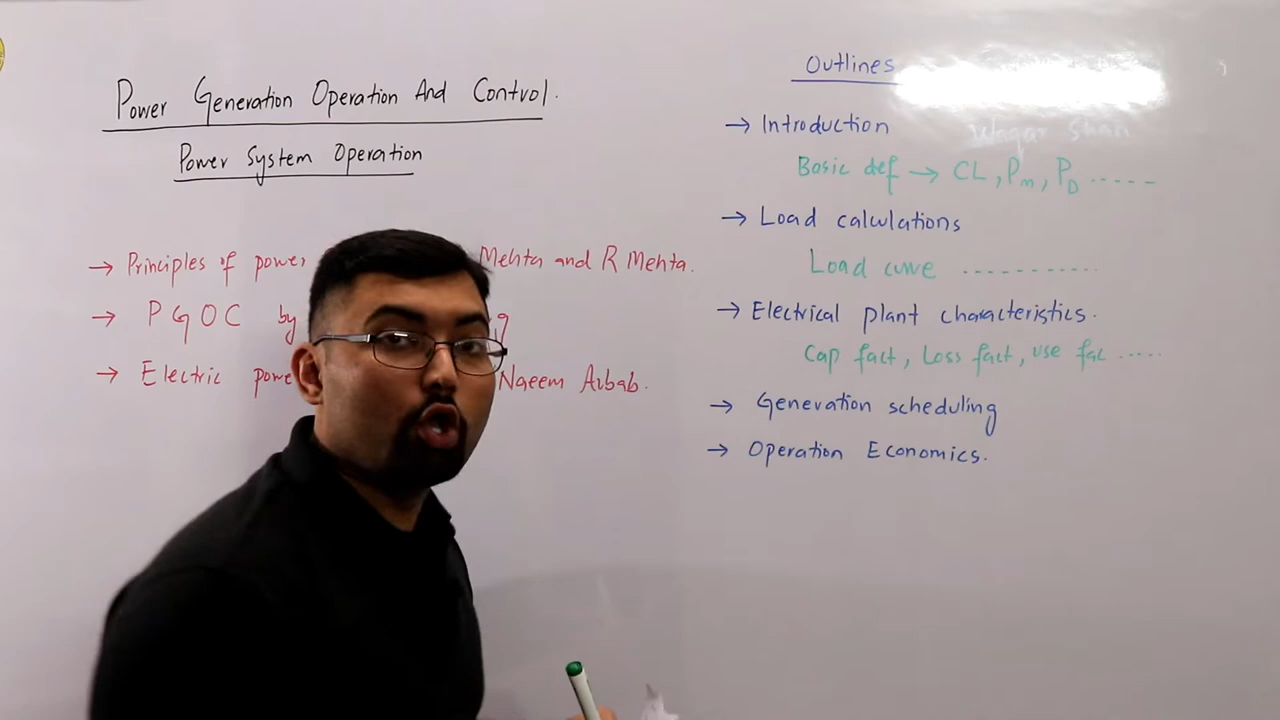 Power Generation Operation And Control.
Power System Operation
→ Principles of power Mehta and R Mehta.
→ PGOC by
→ Electric powe Naeem Arbab.
Outlines
→ Introduction
Basic def → CL, Pm, PD -----
→ Load calculations
Load curve ...........
→ Electrical plant characteristics.
Cap fact, Loss fact, use fac .....
→ Generation scheduling
→ Operation Economics.